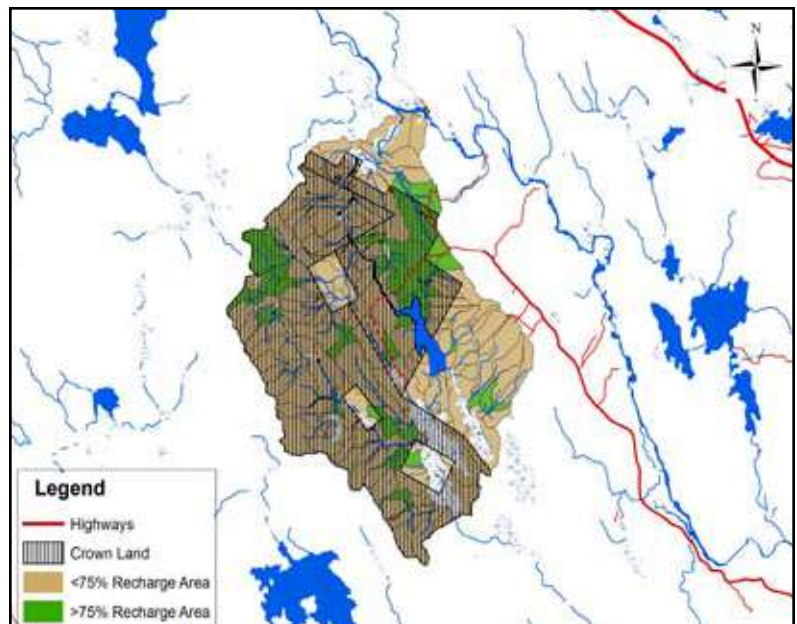 N
Legend
Highways
Crown Land
<75% Recharge Area
>75% Recharge Area